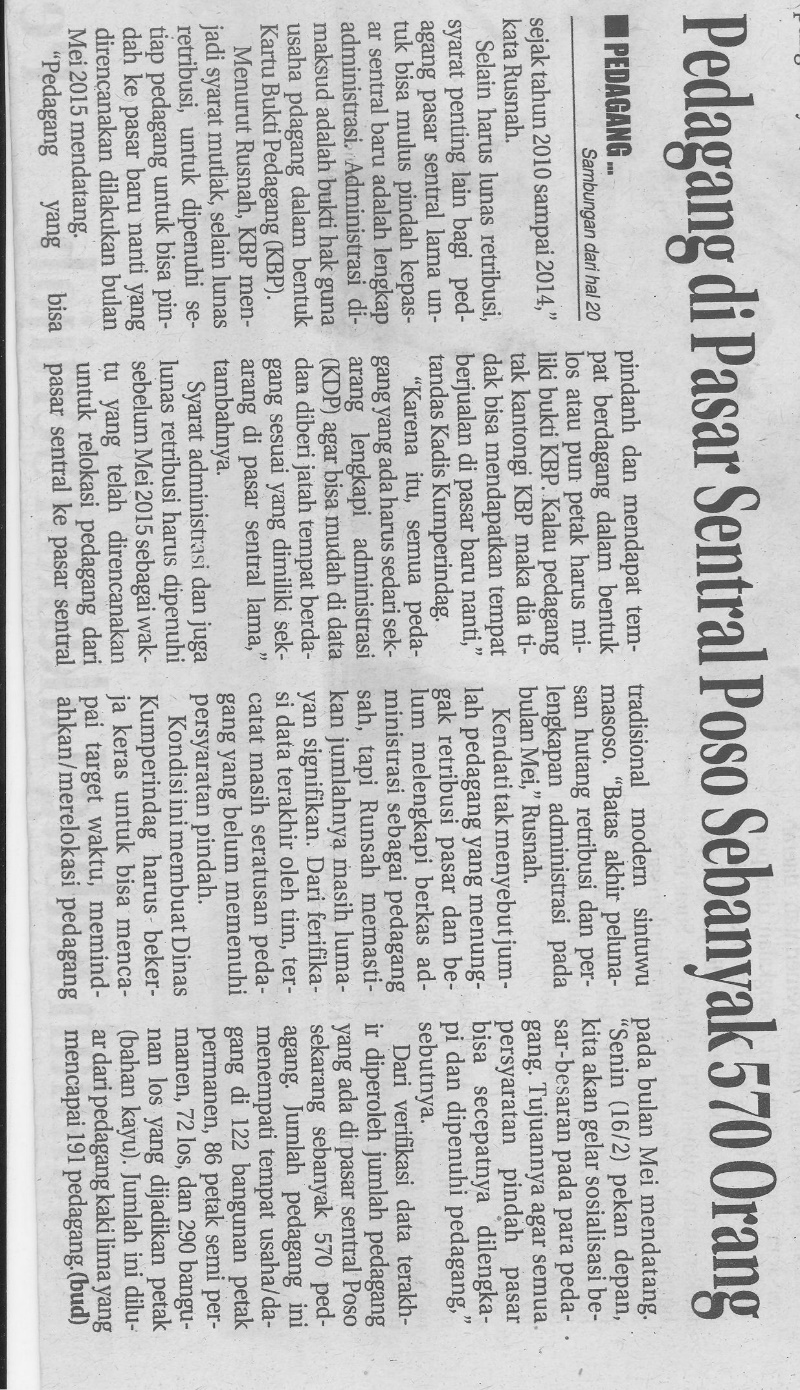 Pedagang di Pasar Sentral Poso Sebanyak 570 Orang
PEDAGANG ...
Sambungan dari hal 20
sejak tahun 2010 sampai 2014,”
kata Rusnah.
Selain harus lunas retribusi,
syarat penting lain bagi ped-
agang pasar sentral lama un-
tuk bisa mulus pindah kepas-
ar sentral baru adalah lengkap
administrasi. Administrasi di-
maksud adalah bukti hak guna
usaha pdagang dalam bentuk
Kartu Bukti Pedagang (KBP).
Menurut Rusnah, KBP men-
jadi syarat mutlak, selain lunas
retribusi, untuk dipenuhi se-
tiap pedagang untuk bisa pin-
dah ke pasar baru nanti yang
direncanakan dilakukan bulan
Mei 2015 mendatang.
“Pedagang yang bisa
pindanh dan mendapat tem-
pat berdagang dalam bentuk
los atau pun petak harus mi-
liki bukti KBP. Kalau pedagang
tak kantongi KBP maka dia ti-
dak bisa mendapatkan tempat
berjualan di pasar baru nanti,”
tandas Kadis Kumperindag.
“Karena itu, semua peda-
gang yang ada harus sedari sek-
arang lengkapi administrasi
(KDP) agar bisa mudah di data
dan diberi jatah tempat berda-
gang sesuai yang dimiliki sek-
arang di pasar sentral lama,”
tambahnya.
Syarat administrasi dan juga
lunas retribusi harus dipenuhi
sebelum Mei 2015 sebagai wak-
tu yang telah direncanakan
untuk relokasi pedagang dari
pasar sentral ke pasar sentral
tradisional modern sintuwu
masoso. “Batas akhir peluna-
san hutang retribusi dan per-
lengkapan administrasi pada
bulan Mei,” Rusnah.
Kendati tak menyebut jum-
lah pedagang yang menung-
gak retribusi pasar dan be-
lum melengkapi berkas ad-
ministrasi sebagai pedagang
sah, tapi Runsah memasti-
kan jumlahnya masih luma-
yan signifikan. Dari ferifika-
si data terakhir oleh tim, ter-
catat masih seratusan peda-
gang yang belum memenuhi
persyaratan pindah.
Kondisi ini membuat Dinas
Kumperindag harus beker-
ja keras untuk bisa menca-
pai target waktu, memind-
ahkan/merelokasi pedagang
pada bulan Mei mendatang.
“Senin (16/2) pekan depan,
kita akan gelar sosialisasi be-
sar-besaran pada para peda-
gang. Tujuannya agar semua
persyaratan pindah pasar
bisa secepatnya dilengka-
pi dan dipenuhi pedagang,”
sebutnya.
Dari verifikasi data terakh-
ir diperoleh jumlah pedagang
yang ada di pasar sentral Poso
sekarang sebanyak 570 ped-
agang. Jumlah pedagang ini
menempati tempat usaha/da-
gang di 122 bangunan petak
permanen, 86 petak semi per-
manen, 72 los, dan 290 bangu-
nan los yang dijadikan petak
(bahan kayu). Jumlah ini dilu-
ar dari pedagang kaki lima yang
mencapai 191 pedagang.(bud)